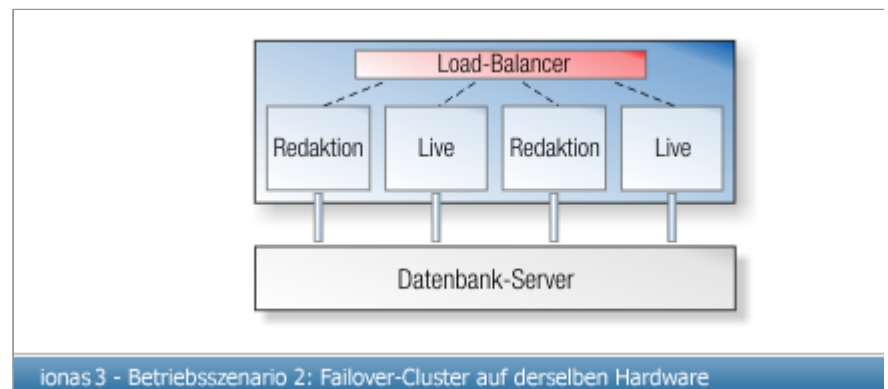 Load-Balancer
Redaktion Live Redaktion Live
Datenbank-Server
ionas 3 - Betriebsszenario 2: Failover-Cluster auf derselben Hardware